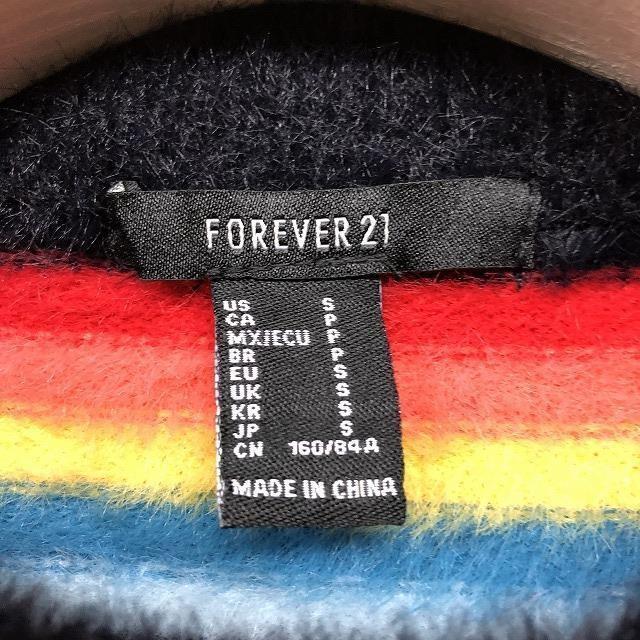 FOREVER 21
US S
CA P
MX/ECU P
BR P
EU S
UK S
KR S
JP S
CN 160/84A
MADE IN CHINA